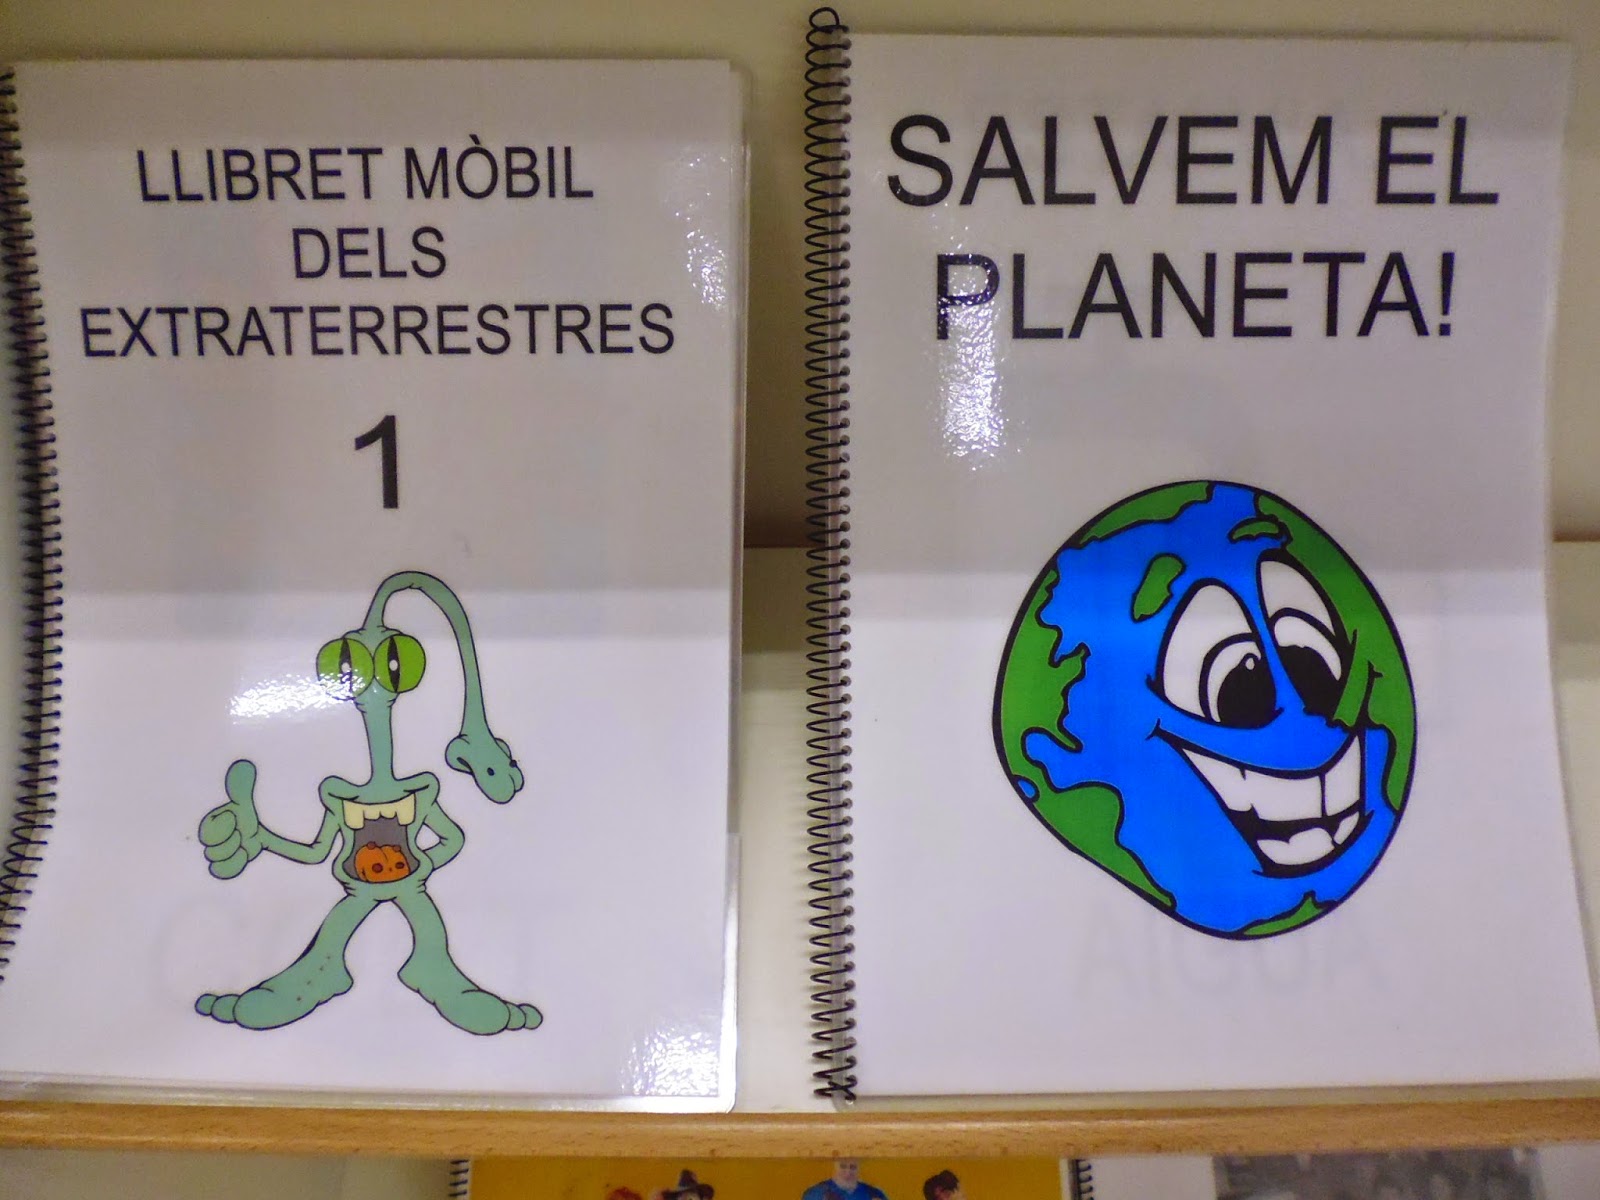 LLIBRET MÒBIL
DELS
EXTRATERRESTRES
1
SALVEM EL
PLANETA!